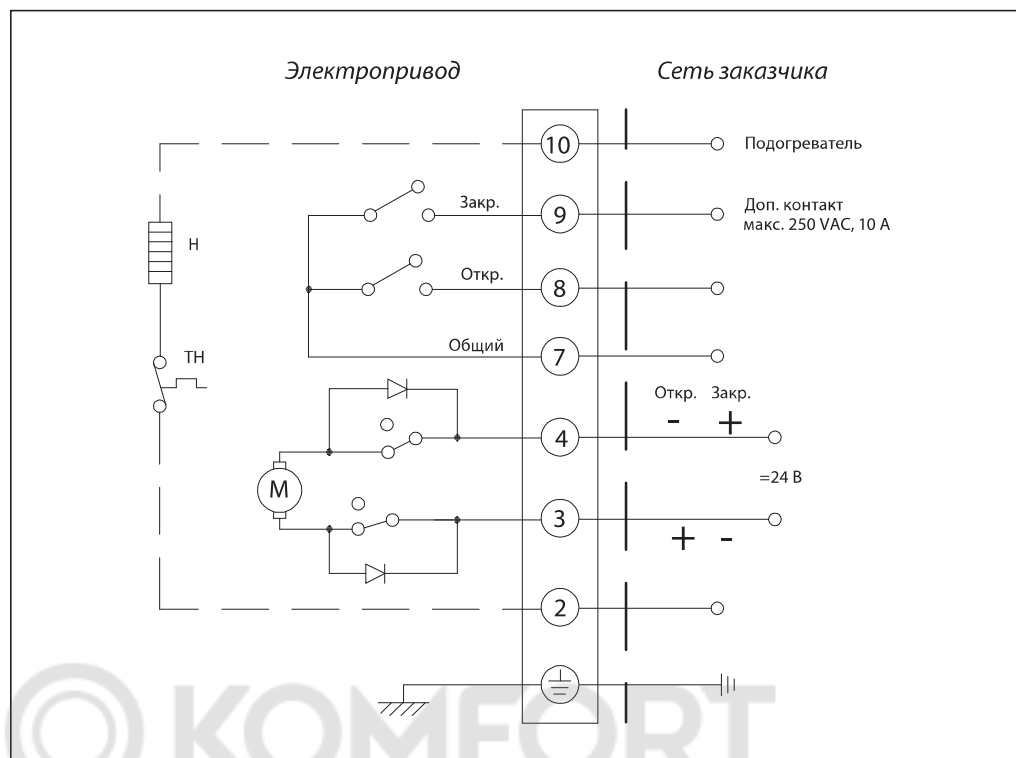 Электропривод
Сеть заказчика
10
Подогреватель
Закр.
9
Доп. контакт
макс. 250 VAC, 10 А
H
Откр.
8
Общий
7
TH
Откр. Закр.
- +
4
=24 В
M
3
+ -
2
KOMFORT